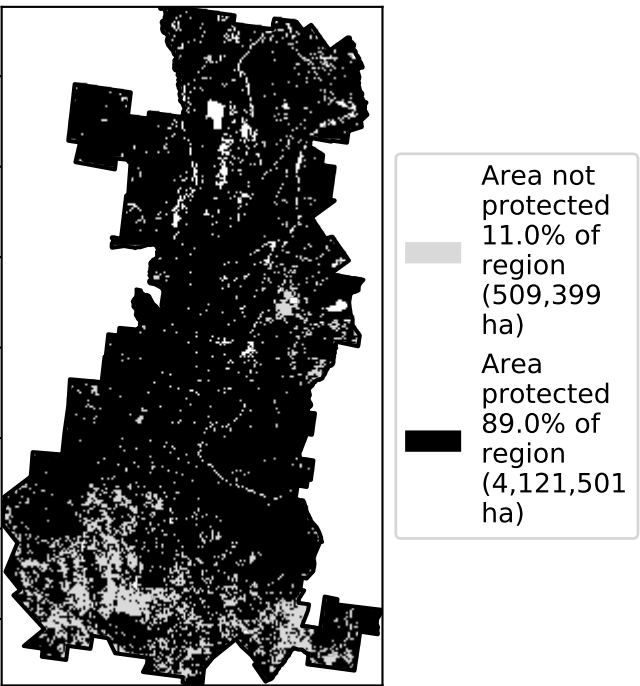 Area not
protected
11.0% of
region
(509,399
ha)
Area
protected
89.0% of
region
(4,121,501
ha)